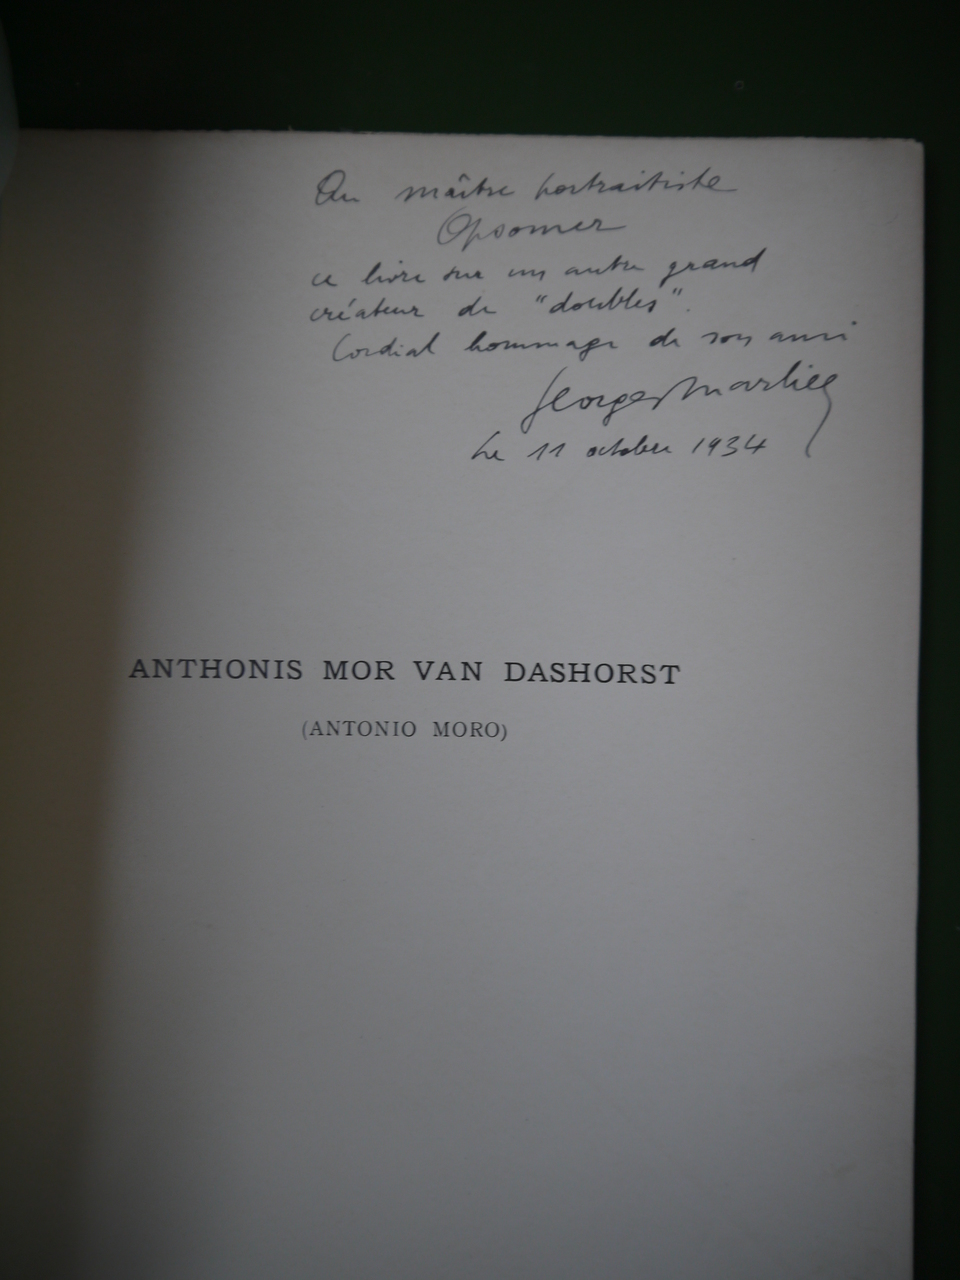 Au maître portraitiste
Opsomer
ce livre sur un autre grand
créateur de "doubles".
Cordial hommage de son ami
Georges Marlier
Le 11 octobre 1934
ANTHONIS MOR VAN DASHORST
(ANTONIO MORO)